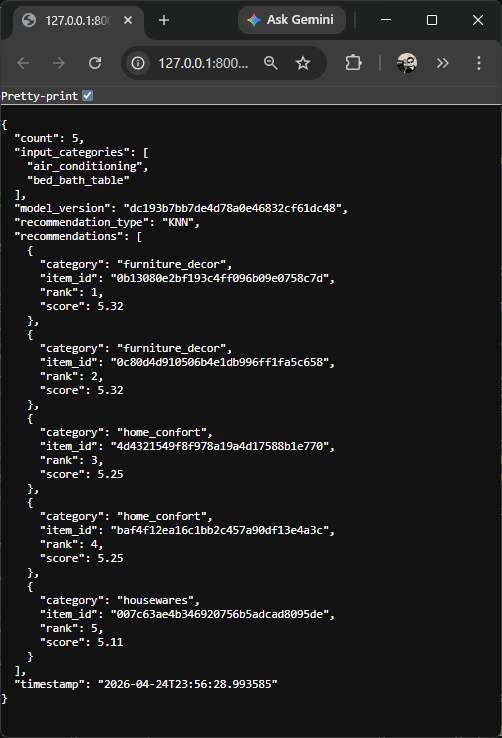 127.0.0.1:800
Ask Gemini
127.0.0.1:800...
Pretty-print
{
  "count": 5,
  "input_categories": [
    "air_conditioning",
    "bed_bath_table"
  ],
  "model_version": "dc193b7bb7de4d78a0e46832cf61dc48",
  "recommendation_type": "KNN",
  "recommendations": [
    {
      "category": "furniture_decor",
      "item_id": "0b13080e2bf193c4ff096b09e0758c7d",
      "rank": 1,
      "score": 5.32
    },
    {
      "category": "furniture_decor",
      "item_id": "0c80d4d910506b4e1db996ff1fa5c658",
      "rank": 2,
      "score": 5.32
    },
    {
      "category": "home_confort",
      "item_id": "4d4321549f8f978a19a4d17588b1e770",
      "rank": 3,
      "score": 5.25
    },
    {
      "category": "home_confort",
      "item_id": "baf4f12ea16c1bb2c457a90df13e4a3c",
      "rank": 4,
      "score": 5.25
    },
    {
      "category": "housewares",
      "item_id": "007c63ae4b346920756b5adcad8095de",
      "rank": 5,
      "score": 5.11
    }
  ],
  "timestamp": "2026-04-24T23:56:28.993585"
}